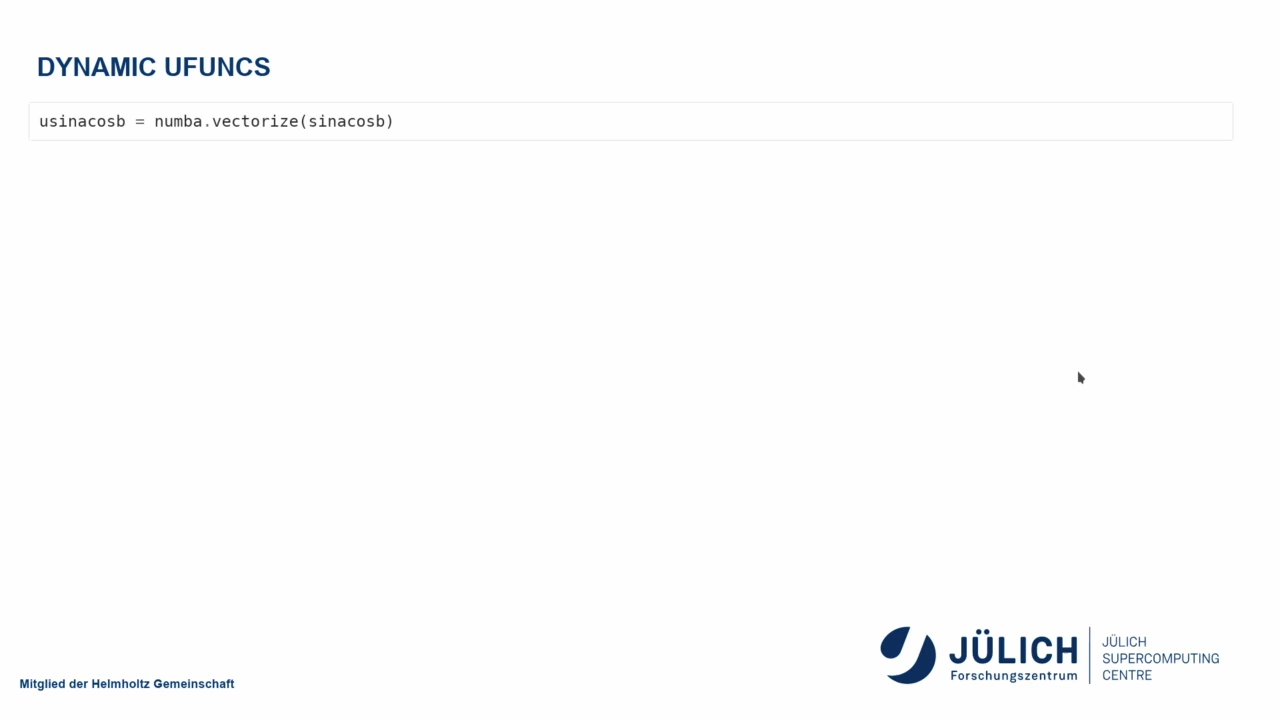 DYNAMIC UFUNCS
usinacosb = numba.vectorize(sinacosb)
JÜLICH
Forschungszentrum
JÜLICH
SUPERCOMPUTING
CENTRE
Mitglied der Helmholtz Gemeinschaft